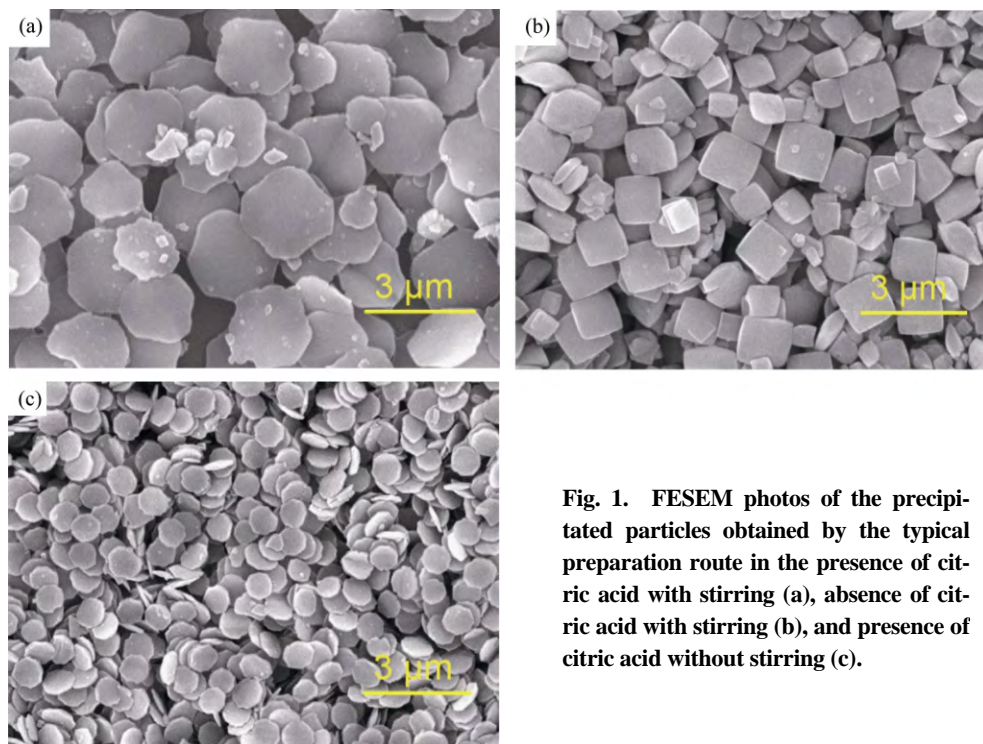 (a)
3 µm
(b)
3 µm
(c)
3 µm
Fig. 1. FESEM photos of the precipi-
tated particles obtained by the typical
preparation route in the presence of cit-
ric acid with stirring (a), absence of cit-
ric acid with stirring (b), and presence of
citric acid without stirring (c).